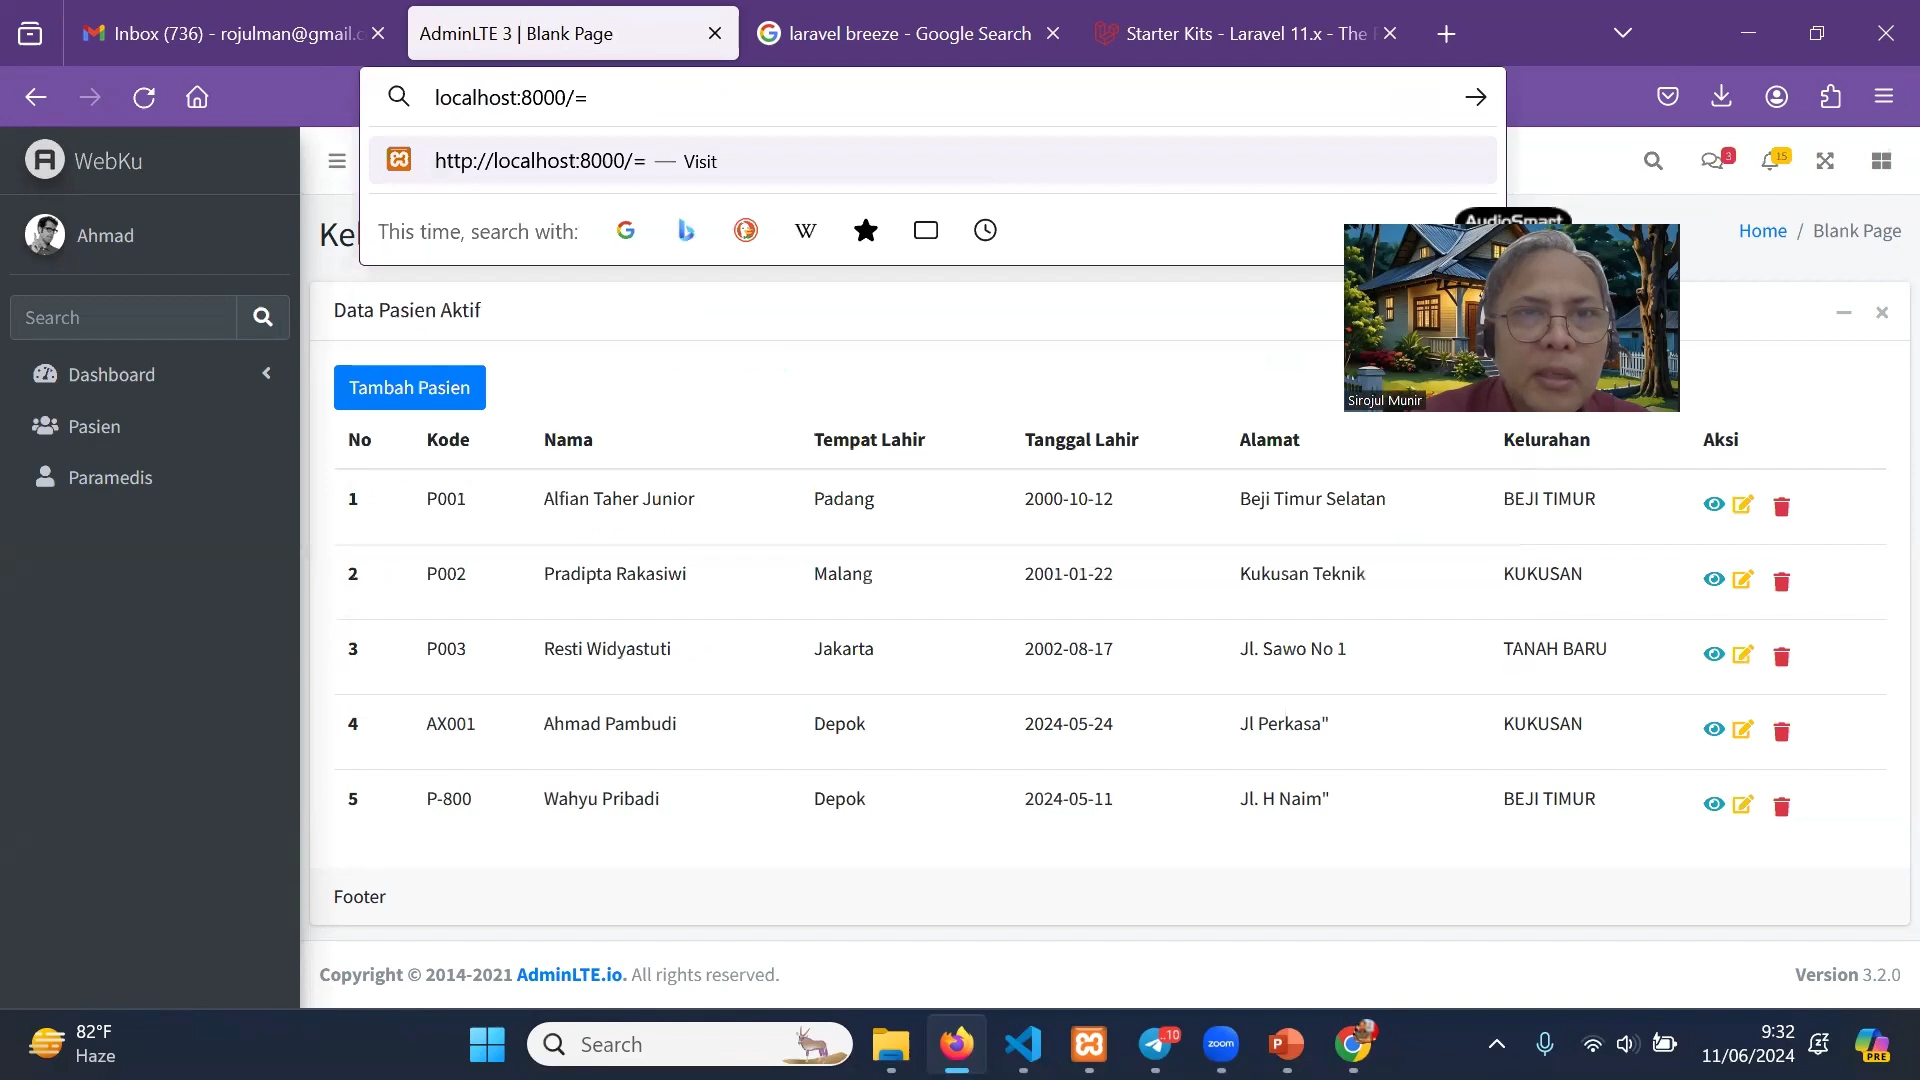 Inbox (736) - rojulman@gmail.c
AdminLTE 3 | Blank Page
laravel breeze - Google Search
Starter Kits - Laravel 11.x - The
localhost:8000/=
http://localhost:8000/= — Visit
This time, search with:
WebKu
3
15
Ahmad
Ke
Home / Blank Page
AudioSmart
Sirojul Munir
Search
Dashboard
Pasien
Paramedis
Data Pasien Aktif
Tambah Pasien
No Kode Nama Tempat Lahir Tanggal Lahir Alamat Kelurahan Aksi
1 P001 Alfian Taher Junior Padang 2000-10-12 Beji Timur Selatan BEJI TIMUR
2 P002 Pradipta Rakasiwi Malang 2001-01-22 Kukusan Teknik KUKUSAN
3 P003 Resti Widyastuti Jakarta 2002-08-17 Jl. Sawo No 1 TANAH BARU
4 AX001 Ahmad Pambudi Depok 2024-05-24 Jl Perkasa" KUKUSAN
5 P-800 Wahyu Pribadi Depok 2024-05-11 Jl. H Naim" BEJI TIMUR
Footer
Copyright © 2014-2021 AdminLTE.io. All rights reserved.
Version 3.2.0
82°F
Haze
Search
10
zoom
9:32
11/06/2024
PRE